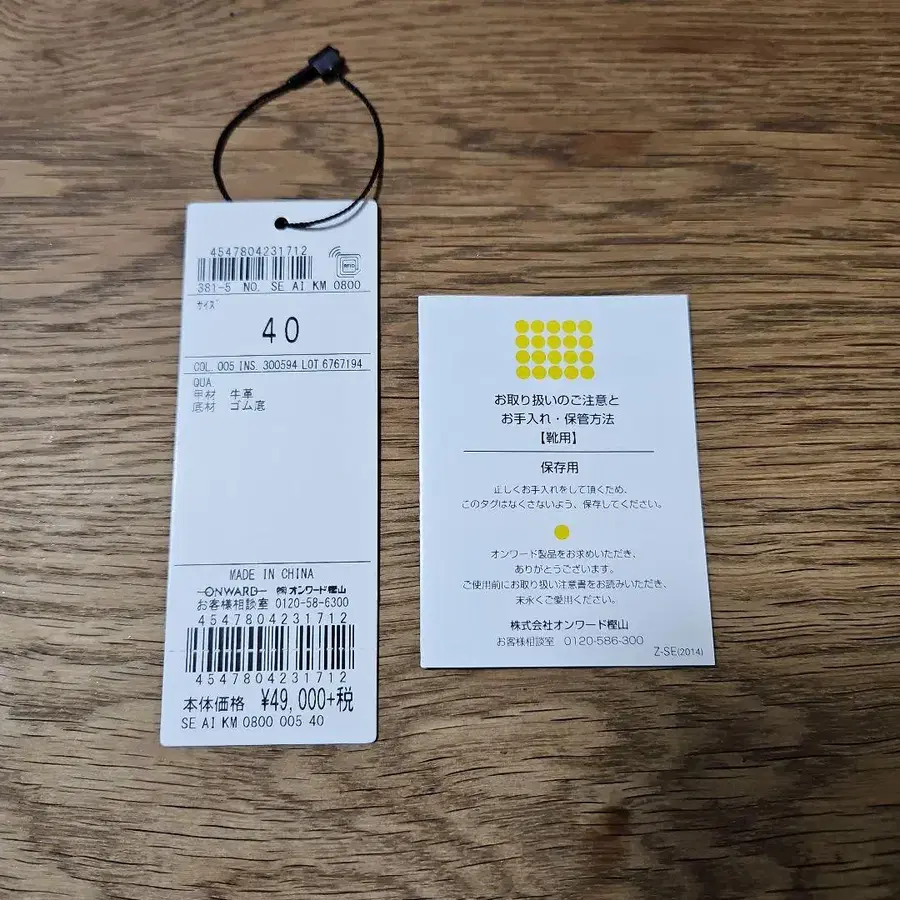 4547804231712
RFID
381-5 NO. SE AI KM 0800
サイズ
40
COL. 005 INS. 300594 LOT 6767194
QUA
甲材 牛革
底材 ゴム底
MADE IN CHINA
ONWARD ㈱オンワード樫山
お客様相談室 0120-58-6300
4547804231712
4547804231712
本体価格 ¥49,000+税
SE AI KM 0800 005 40
お取り扱いのご注意と
お手入れ・保管方法
【靴用】
保存用
正しくお手入れをして頂くため、
このタグはなくさないよう、保存してください。
オンワード製品をお求めいただき、
ありがとうございます。
ご使用前にお取り扱い注意書をお読みいただき、
末永くご愛用ください。
株式会社オンワード樫山
お客様相談室 0120-586-300
Z-SE(2014)